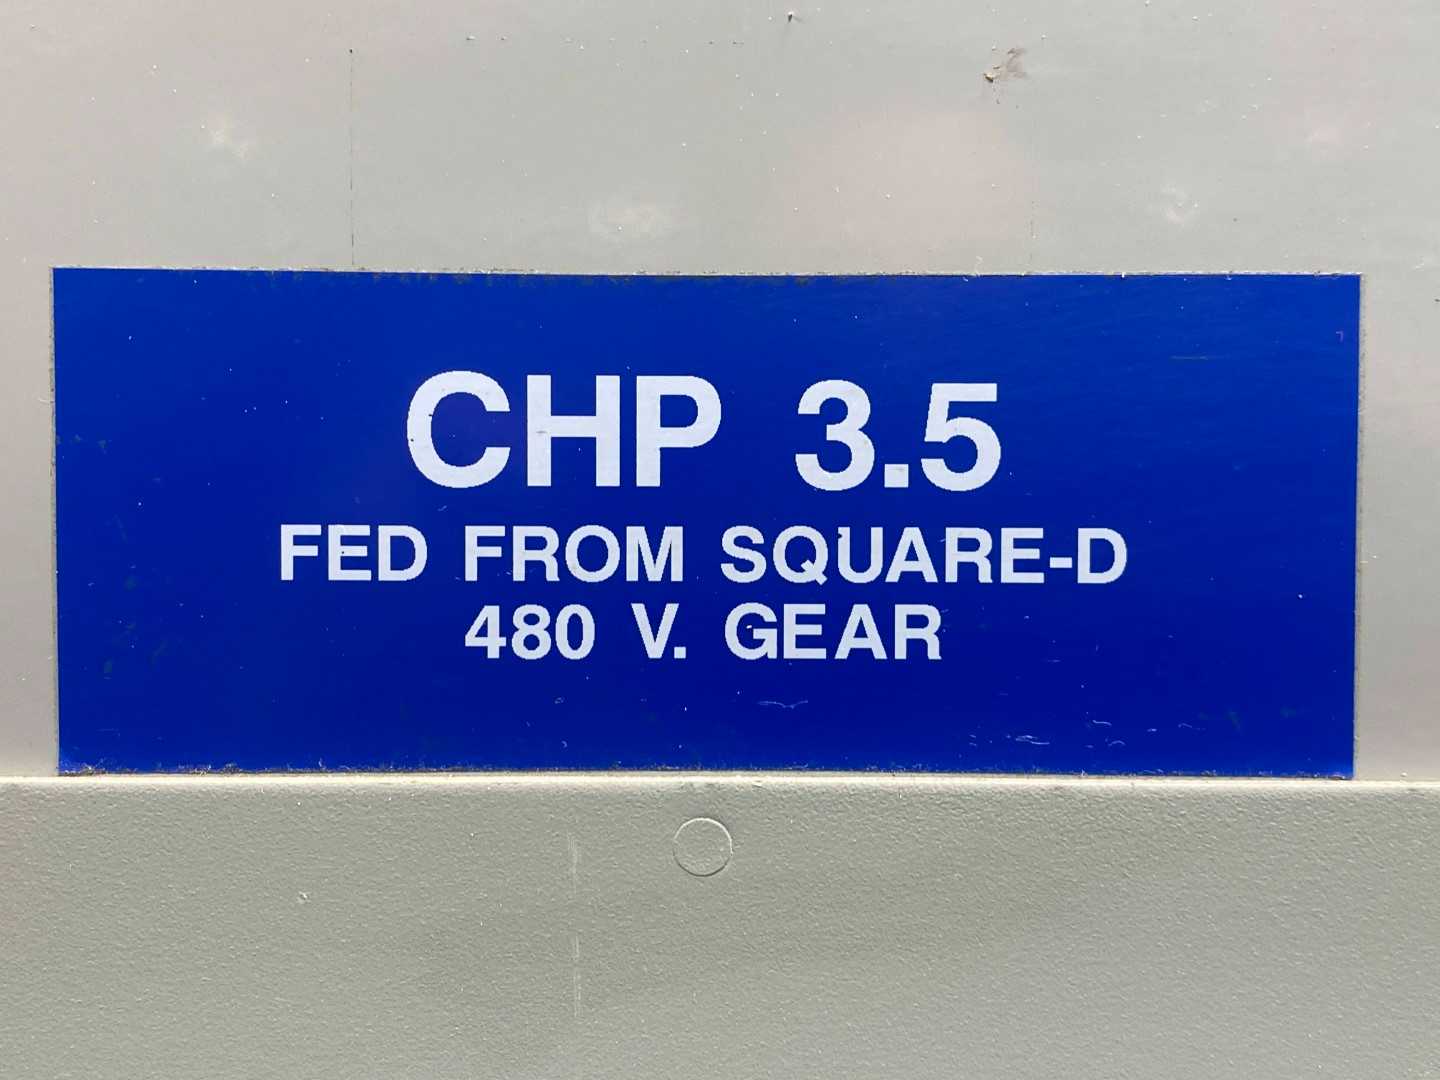 CHP 3.5
FED FROM SQUARE-D
480 V. GEAR